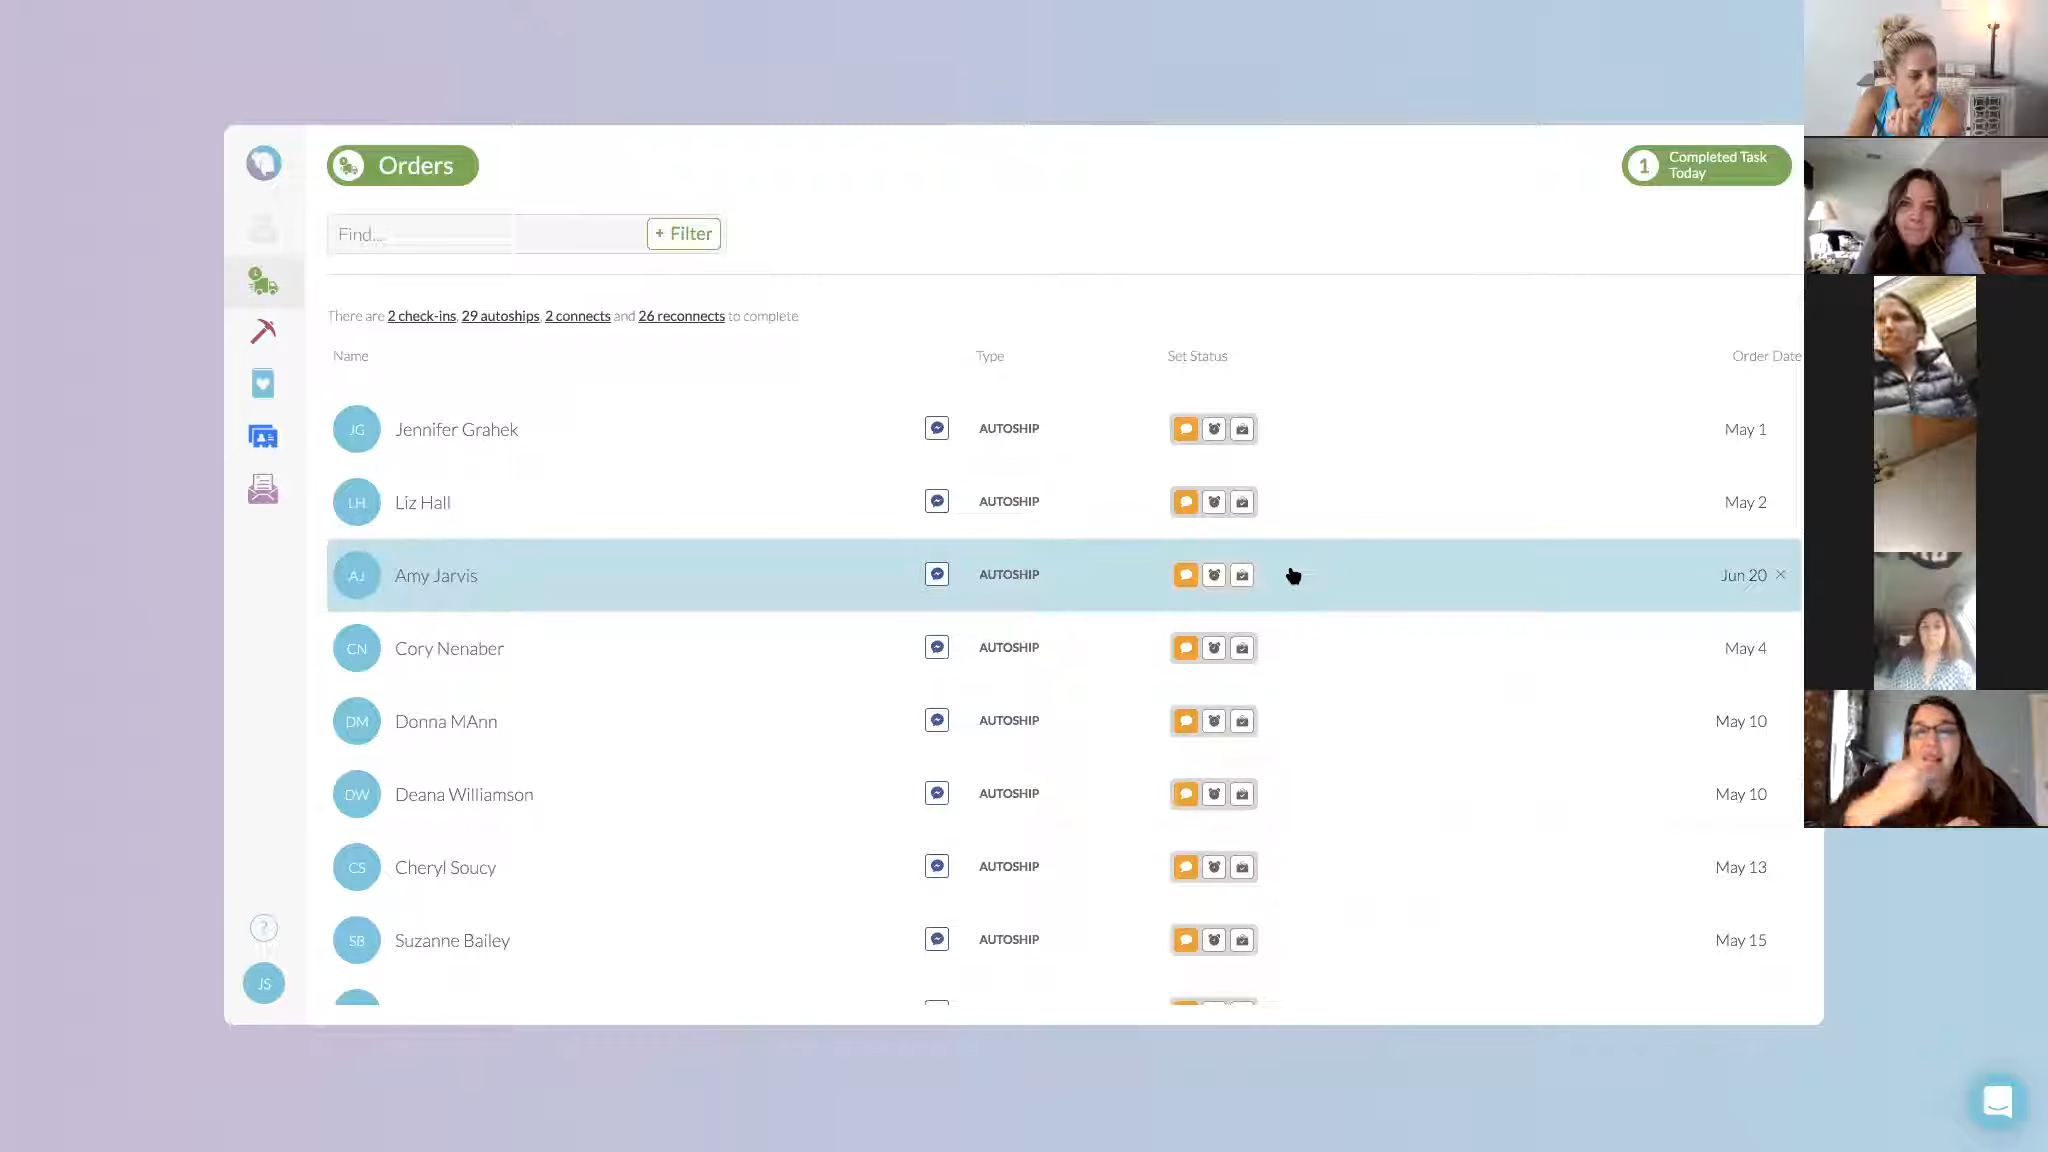 Orders
1 Completed Task
Today
Find...
+ Filter
There are 2 check-ins, 29 autoships, 2 connects and 26 reconnects to complete
Name Type Set Status Order Date
JG Jennifer Grahek AUTOSHIP May 1
LH Liz Hall AUTOSHIP May 2
AJ Amy Jarvis AUTOSHIP Jun 20 ×
CN Cory Nenaber AUTOSHIP May 4
DM Donna MAnn AUTOSHIP May 10
DW Deana Williamson AUTOSHIP May 10
CS Cheryl Soucy AUTOSHIP May 13
SB Suzanne Bailey AUTOSHIP May 15
?
JS